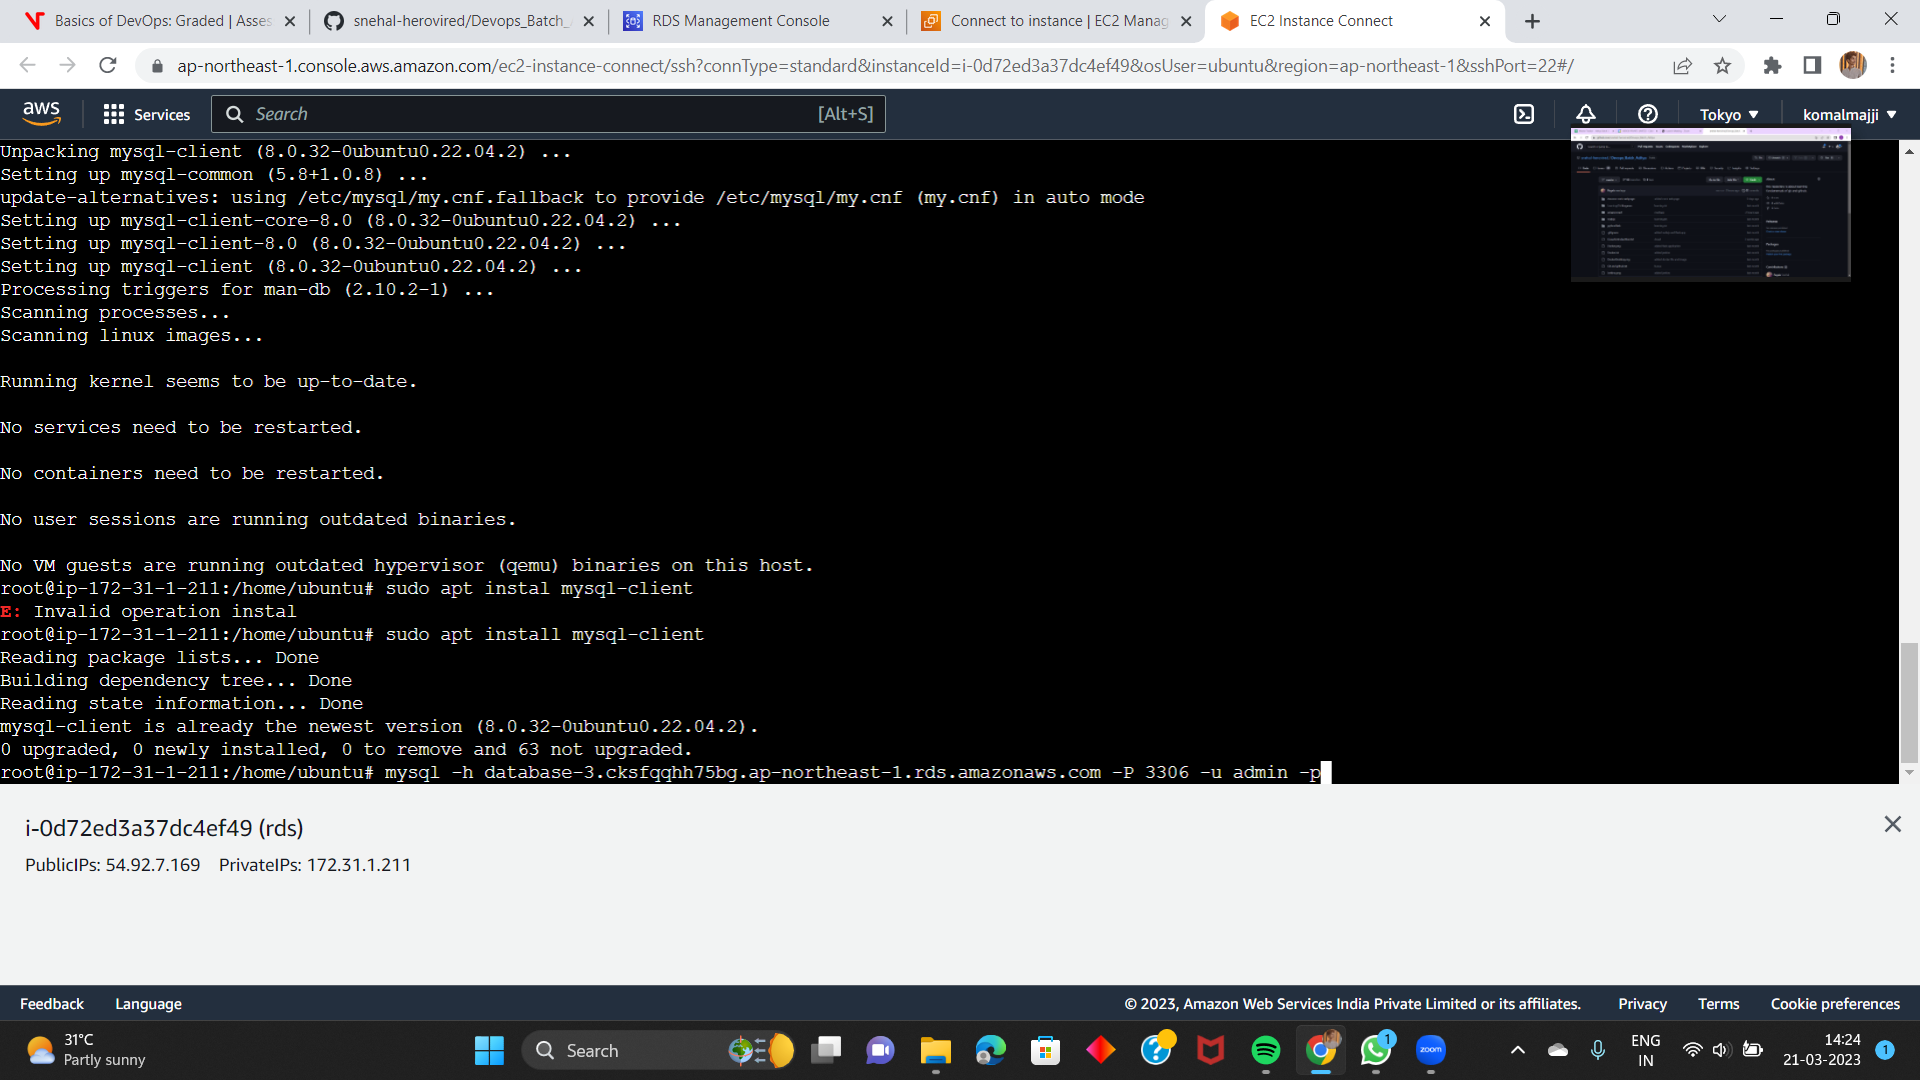 Basics of DevOps: Graded | Asses
snehal-herovired/Devops_Batch_
RDS Management Console
Connect to instance | EC2 Manag
EC2 Instance Connect
ap-northeast-1.console.aws.amazon.com/ec2-instance-connect/ssh?connType=standard&instanceId=i-0d72ed3a37dc4ef49&osUser=ubuntu&region=ap-northeast-1&sshPort=22#/
aws Services Search [Alt+S] Tokyo komalmajji
Unpacking mysql-client (8.0.32-0ubuntu0.22.04.2) ...
Setting up mysql-common (5.8+1.0.8) ...
update-alternatives: using /etc/mysql/my.cnf.fallback to provide /etc/mysql/my.cnf (my.cnf) in auto mode
Setting up mysql-client-core-8.0 (8.0.32-0ubuntu0.22.04.2) ...
Setting up mysql-client-8.0 (8.0.32-0ubuntu0.22.04.2) ...
Setting up mysql-client (8.0.32-0ubuntu0.22.04.2) ...
Processing triggers for man-db (2.10.2-1) ...
Scanning processes...
Scanning linux images...
Running kernel seems to be up-to-date.
No services need to be restarted.
No containers need to be restarted.
No user sessions are running outdated binaries.
No VM guests are running outdated hypervisor (qemu) binaries on this host.
root@ip-172-31-1-211:/home/ubuntu# sudo apt instal mysql-client
E: Invalid operation instal
root@ip-172-31-1-211:/home/ubuntu# sudo apt install mysql-client
Reading package lists... Done
Building dependency tree... Done
Reading state information... Done
mysql-client is already the newest version (8.0.32-0ubuntu0.22.04.2).
0 upgraded, 0 newly installed, 0 to remove and 63 not upgraded.
root@ip-172-31-1-211:/home/ubuntu# mysql -h database-3.cksfqqhh75bg.ap-northeast-1.rds.amazonaws.com -P 3306 -u admin -p
i-0d72ed3a37dc4ef49 (rds)
PublicIPs: 54.92.7.169 PrivateIPs: 172.31.1.211
Feedback Language © 2023, Amazon Web Services India Private Limited or its affiliates. Privacy Terms Cookie preferences
31°C
Partly sunny
Search
zoom
1
ENG
IN
14:24
21-03-2023
1